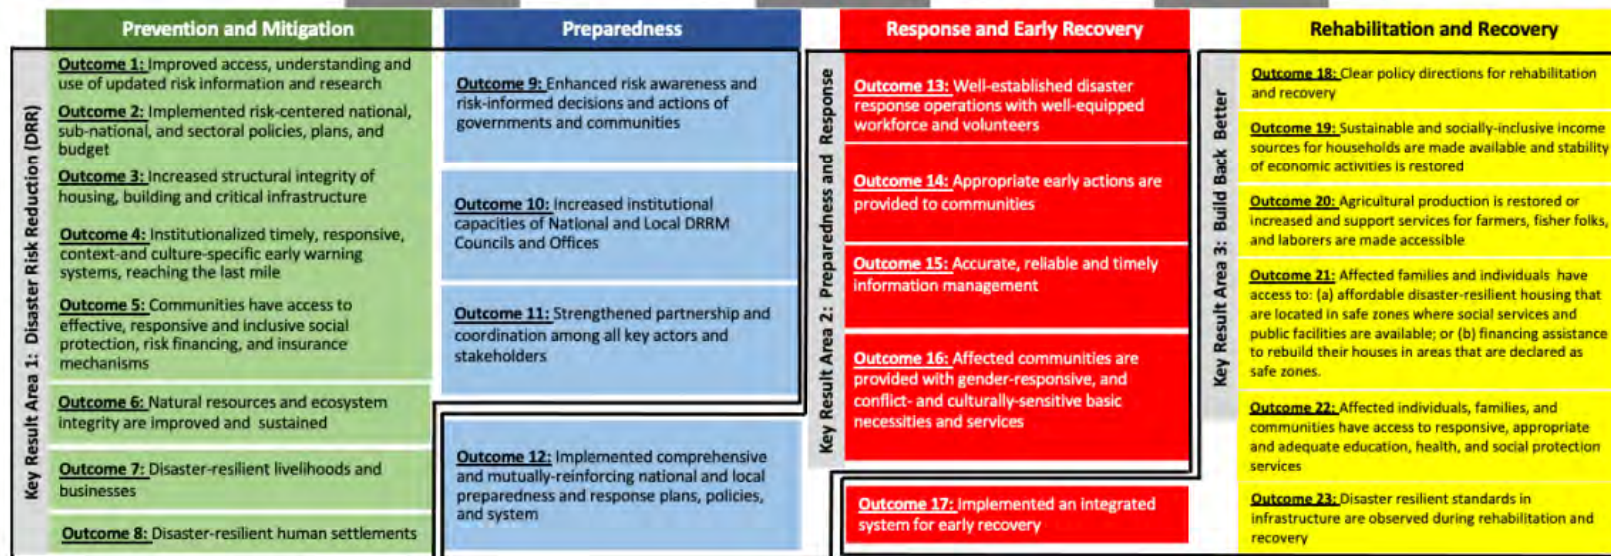 Prevention and Mitigation
Key Result Area 1: Disaster Risk Reduction (DRR)
Outcome 1: Improved access, understanding and
use of updated risk information and research
Outcome 2: Implemented risk-centered national,
sub-national, and sectoral policies, plans, and
budget
Outcome 3: Increased structural integrity of
housing, building and critical infrastructure
Outcome 4: Institutionalized timely, responsive,
context-and culture-specific early warning
systems, reaching the last mile
Outcome 5: Communities have access to
effective, responsive and inclusive social
protection, risk financing, and insurance
mechanisms
Outcome 6: Natural resources and ecosystem
integrity are improved and sustained
Outcome 7: Disaster-resilient livelihoods and
businesses
Outcome 8: Disaster-resilient human settlements
Preparedness
Outcome 9: Enhanced risk awareness and
risk-informed decisions and actions of
governments and communities
Outcome 10: Increased institutional
capacities of National and Local DRRM
Councils and Offices
Outcome 11: Strengthened partnership and
coordination among all key actors and
stakeholders
Outcome 12: Implemented comprehensive
and mutually-reinforcing national and local
preparedness and response plans, policies,
and system
Response and Early Recovery
Key Result Area 2: Preparedness and Response
Outcome 13: Well-established disaster
response operations with well-equipped
workforce and volunteers
Outcome 14: Appropriate early actions are
provided to communities
Outcome 15: Accurate, reliable and timely
information management
Outcome 16: Affected communities are
provided with gender-responsive, and
conflict- and culturally-sensitive basic
necessities and services
Outcome 17: Implemented an integrated
system for early recovery
Rehabilitation and Recovery
Key Result Area 3: Build Back Better
Outcome 18: Clear policy directions for rehabilitation
and recovery
Outcome 19: Sustainable and socially-inclusive income
sources for households are made available and stability
of economic activities is restored
Outcome 20: Agricultural production is restored or
increased and support services for farmers, fisher folks,
and laborers are made accessible
Outcome 21: Affected families and individuals have
access to: (a) affordable disaster-resilient housing that
are located in safe zones where social services and
public facilities are available; or (b) financing assistance
to rebuild their houses in areas that are declared as
safe zones.
Outcome 22: Affected individuals, families, and
communities have access to responsive, appropriate
and adequate education, health, and social protection
services
Outcome 23: Disaster resilient standards in
infrastructure are observed during rehabilitation and
recovery